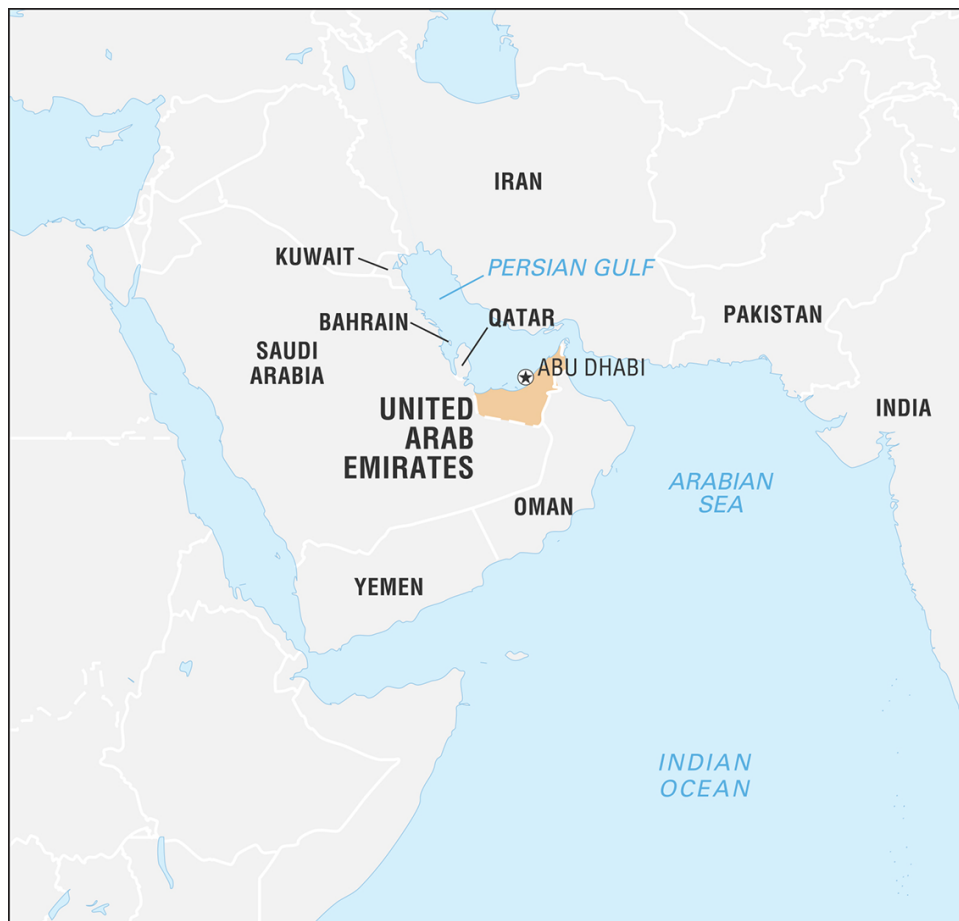 IRAN
KUWAIT
PERSIAN GULF
PAKISTAN
BAHRAIN
QATAR
SAUDI
ARABIA
ABU DHABI
UNITED
ARAB
EMIRATES
INDIA
ARABIAN
SEA
OMAN
YEMEN
INDIAN
OCEAN